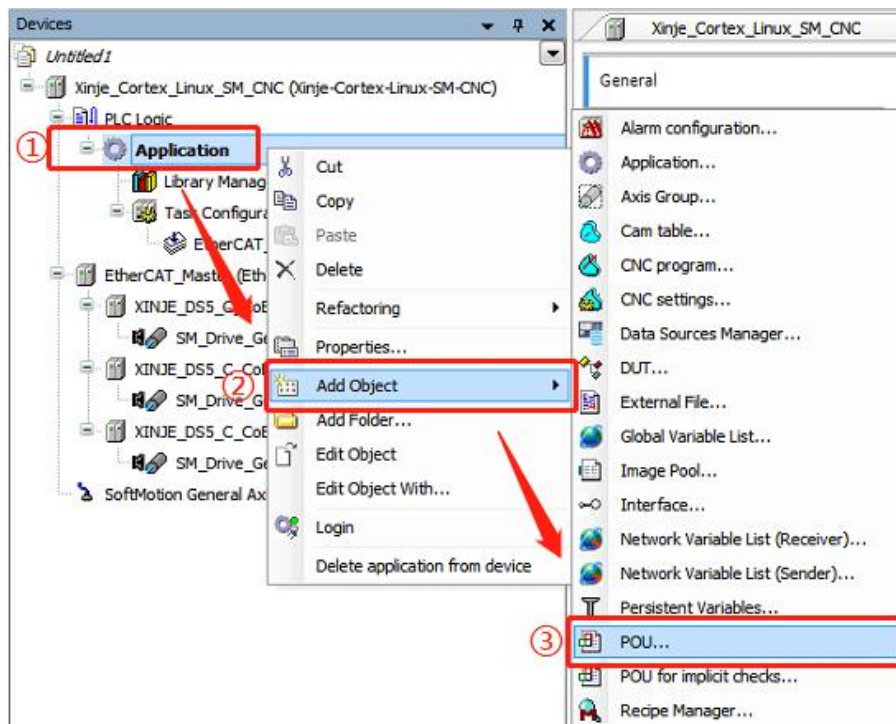 Devices
Untitled1
Xinje_Cortex_Linux_SM_CNC (Xinje-Cortex-Linux-SM-CNC)
PLC Logic
① Application
Library Manag
Task Configura
EtherCAT_
EtherCAT_Master (Eth
XINJE_DS5_C_CoE
SM_Drive_Ge
XINJE_DS5_C_CoE
SM_Drive_Ge
XINJE_DS5_C_CoE
SM_Drive_Ge
SoftMotion General Ax
Cut
Copy
Paste
Delete
Refactoring
Properties...
② Add Object
Add Folder...
Edit Object
Edit Object With...
Login
Delete application from device
Xinje_Cortex_Linux_SM_CNC
General
Alarm configuration...
Application...
Axis Group...
Cam table...
CNC program...
CNC settings...
Data Sources Manager...
DUT...
External File...
Global Variable List...
Image Pool...
Interface...
Network Variable List (Receiver)...
Network Variable List (Sender)...
Persistent Variables...
③ POU...
POU for implicit checks...
Recipe Manager...